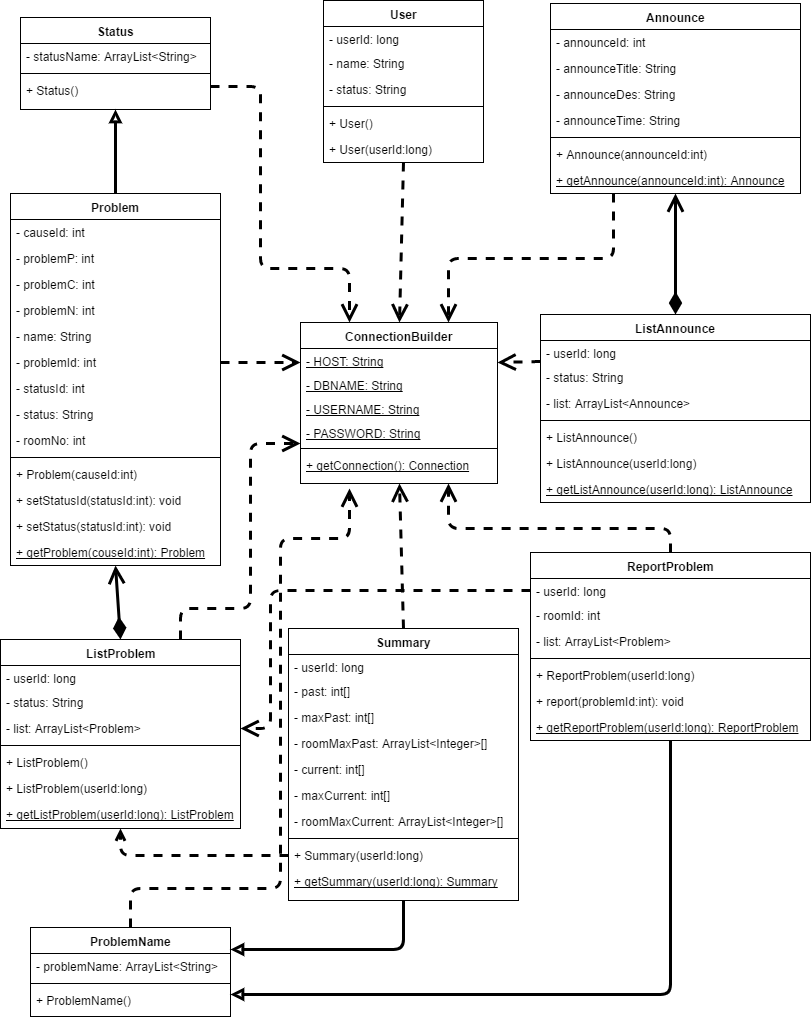 Status
- statusName: ArrayList<String>
+ Status()
User
- userId: long
- name: String
- status: String
+ User()
+ User(userId:long)
Announce
- announceId: int
- announceTitle: String
- announceDes: String
- announceTime: String
+ Announce(announceId:int)
+ getAnnounce(announceId:int): Announce
Problem
- causeId: int
- problemP: int
- problemC: int
- problemN: int
- name: String
- problemId: int
- statusId: int
- status: String
- roomNo: int
+ Problem(causeId:int)
+ setStatusId(statusId:int): void
+ setStatus(statusId:int): void
+ getProblem(couseId:int): Problem
ConnectionBuilder
- HOST: String
- DBNAME: String
- USERNAME: String
- PASSWORD: String
+ getConnection(): Connection
ListAnnounce
- userId: long
- status: String
- list: ArrayList<Announce>
+ ListAnnounce()
+ ListAnnounce(userId:long)
+ getListAnnounce(userId:long): ListAnnounce
ListProblem
- userId: long
- status: String
- list: ArrayList<Problem>
+ ListProblem()
+ ListProblem(userId:long)
+ getListProblem(userId:long): ListProblem
Summary
- userId: long
- past: int[]
- maxPast: int[]
- roomMaxPast: ArrayList<Integer>[]
- current: int[]
- maxCurrent: int[]
- roomMaxCurrent: ArrayList<Integer>[]
+ Summary(userId:long)
+ getSummary(userId:long): Summary
ReportProblem
- userId: long
- roomId: int
- list: ArrayList<Problem>
+ ReportProblem(userId:long)
+ report(problemId:int): void
+ getReportProblem(userId:long): ReportProblem
ProblemName
- problemName: ArrayList<String>
+ ProblemName()